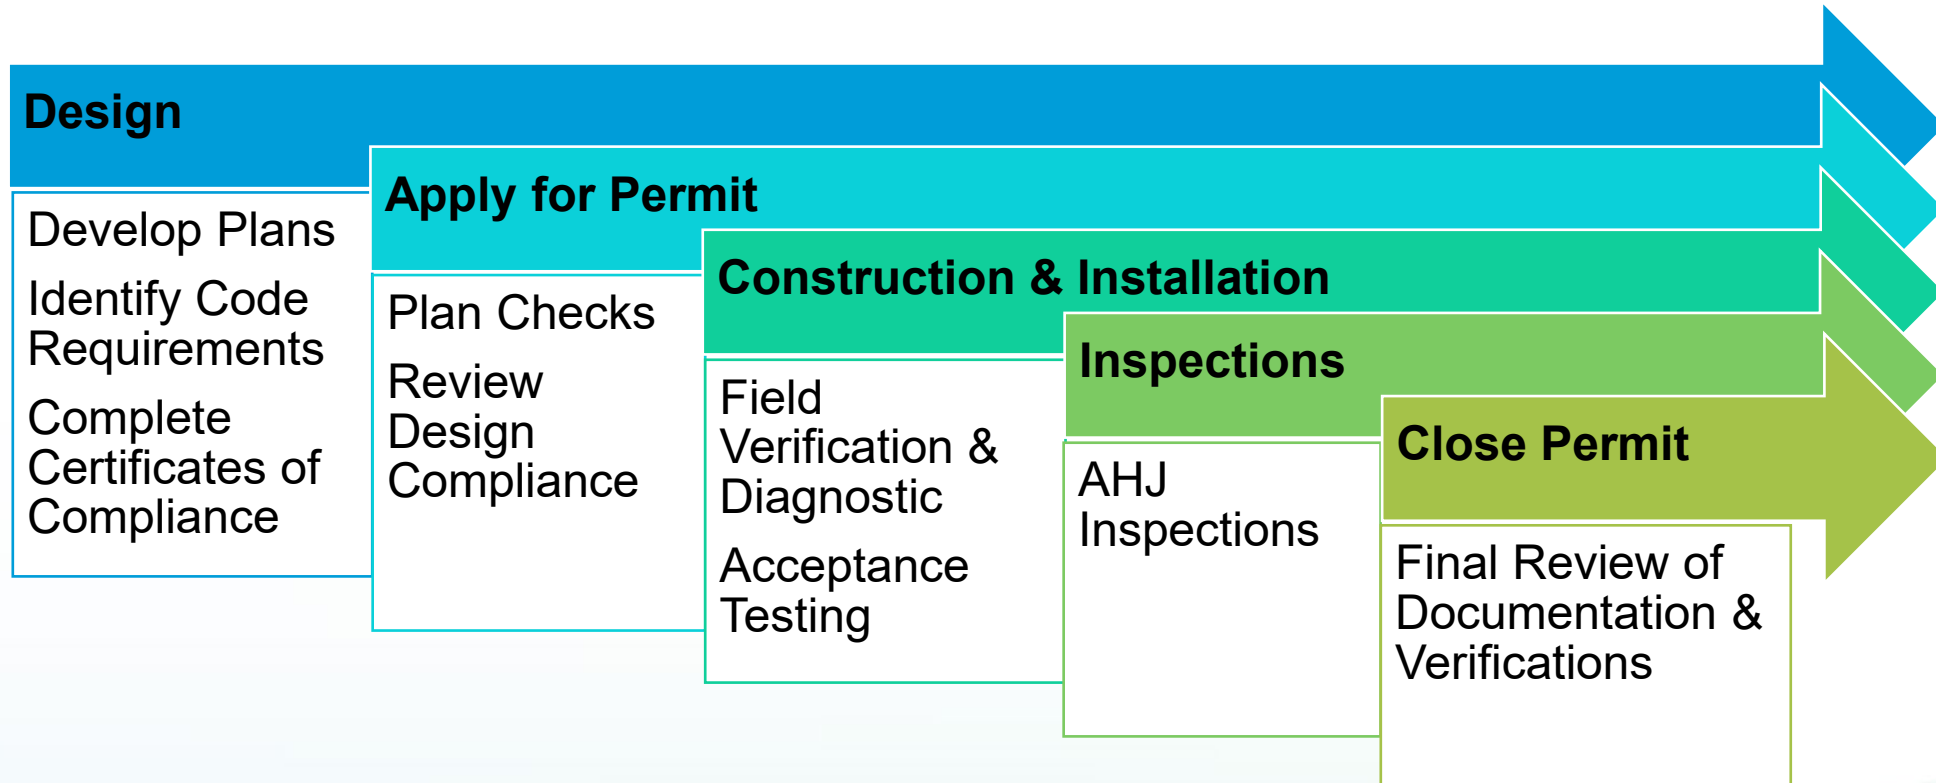 Design
Develop Plans
Identify Code
Requirements
Complete
Certificates of
Compliance
Apply for Permit
Plan Checks
Review
Design
Compliance
Construction & Installation
Field
Verification &
Diagnostic
Acceptance
Testing
Inspections
AHJ
Inspections
Close Permit
Final Review of
Documentation &
Verifications